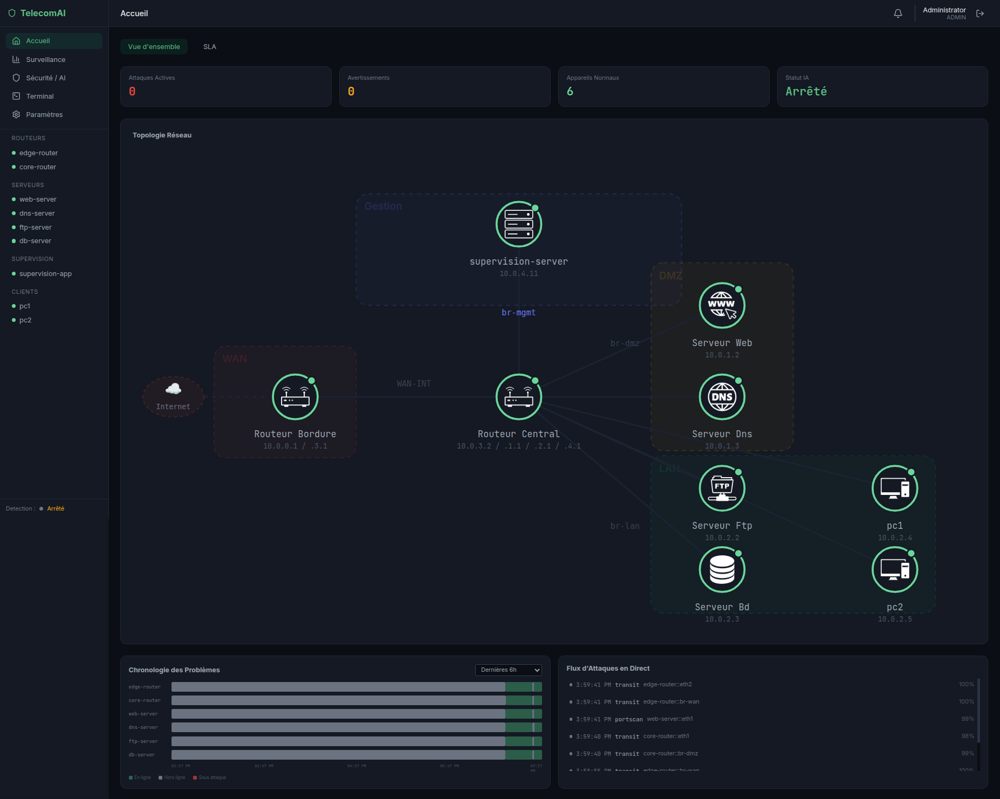 TelecomAI
Accueil
Administrator
ADMIN
Accueil
Surveillance
Sécurité / AI
Terminal
Paramètres
ROUTEURS
edge-router
core-router
SERVEURS
web-server
dns-server
ftp-server
db-server
SUPERVISION
supervision-app
CLIENTS
pc1
pc2
Detection :
Arrêté
Vue d'ensemble
SLA
Attaques Actives
0
Avertissements
0
Appareils Normaux
6
Statut IA
Arrêté
Topologie Réseau
Gestion
supervision-server
10.0.4.11
br-mgmt
DMZ
WWW
Serveur Web
10.0.1.2
br-dmz
WAN
Internet
Routeur Bordure
10.0.0.1 / .3.1
WAN-INT
Routeur Central
10.0.3.2 / .1.1 / .2.1 / .4.1
DNS
Serveur Dns
10.0.1.3
LAN
FTP
Serveur Ftp
10.0.2.2
pc1
10.0.2.4
br-lan
Serveur Bd
10.0.2.3
pc2
10.0.2.5
Chronologie des Problèmes
Dernières 6h
edge-router
core-router
web-server
dns-server
ftp-server
db-server
01:17 PM
02:47 PM
04:17 PM
05:47 PM
07:17
PM
En ligne
Hors ligne
Sous attaque
Flux d'Attaques en Direct
3:59:41 PM transit edge-router::eth2 100%
3:59:41 PM transit edge-router::br-wan 100%
3:59:41 PM portscan web-server::eth1 99%
3:59:40 PM transit core-router::eth1 98%
3:59:40 PM transit core-router::br-dmz 99%
transit edge-router::br-wan 100%